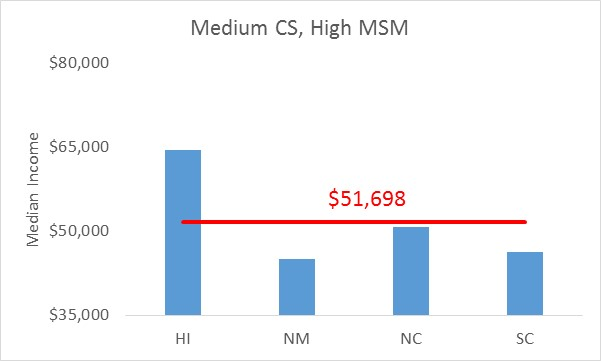 Medium CS, High MSM
$80,000
$65,000
$50,000
$35,000
Median Income
$51,698
HI
NM
NC
SC